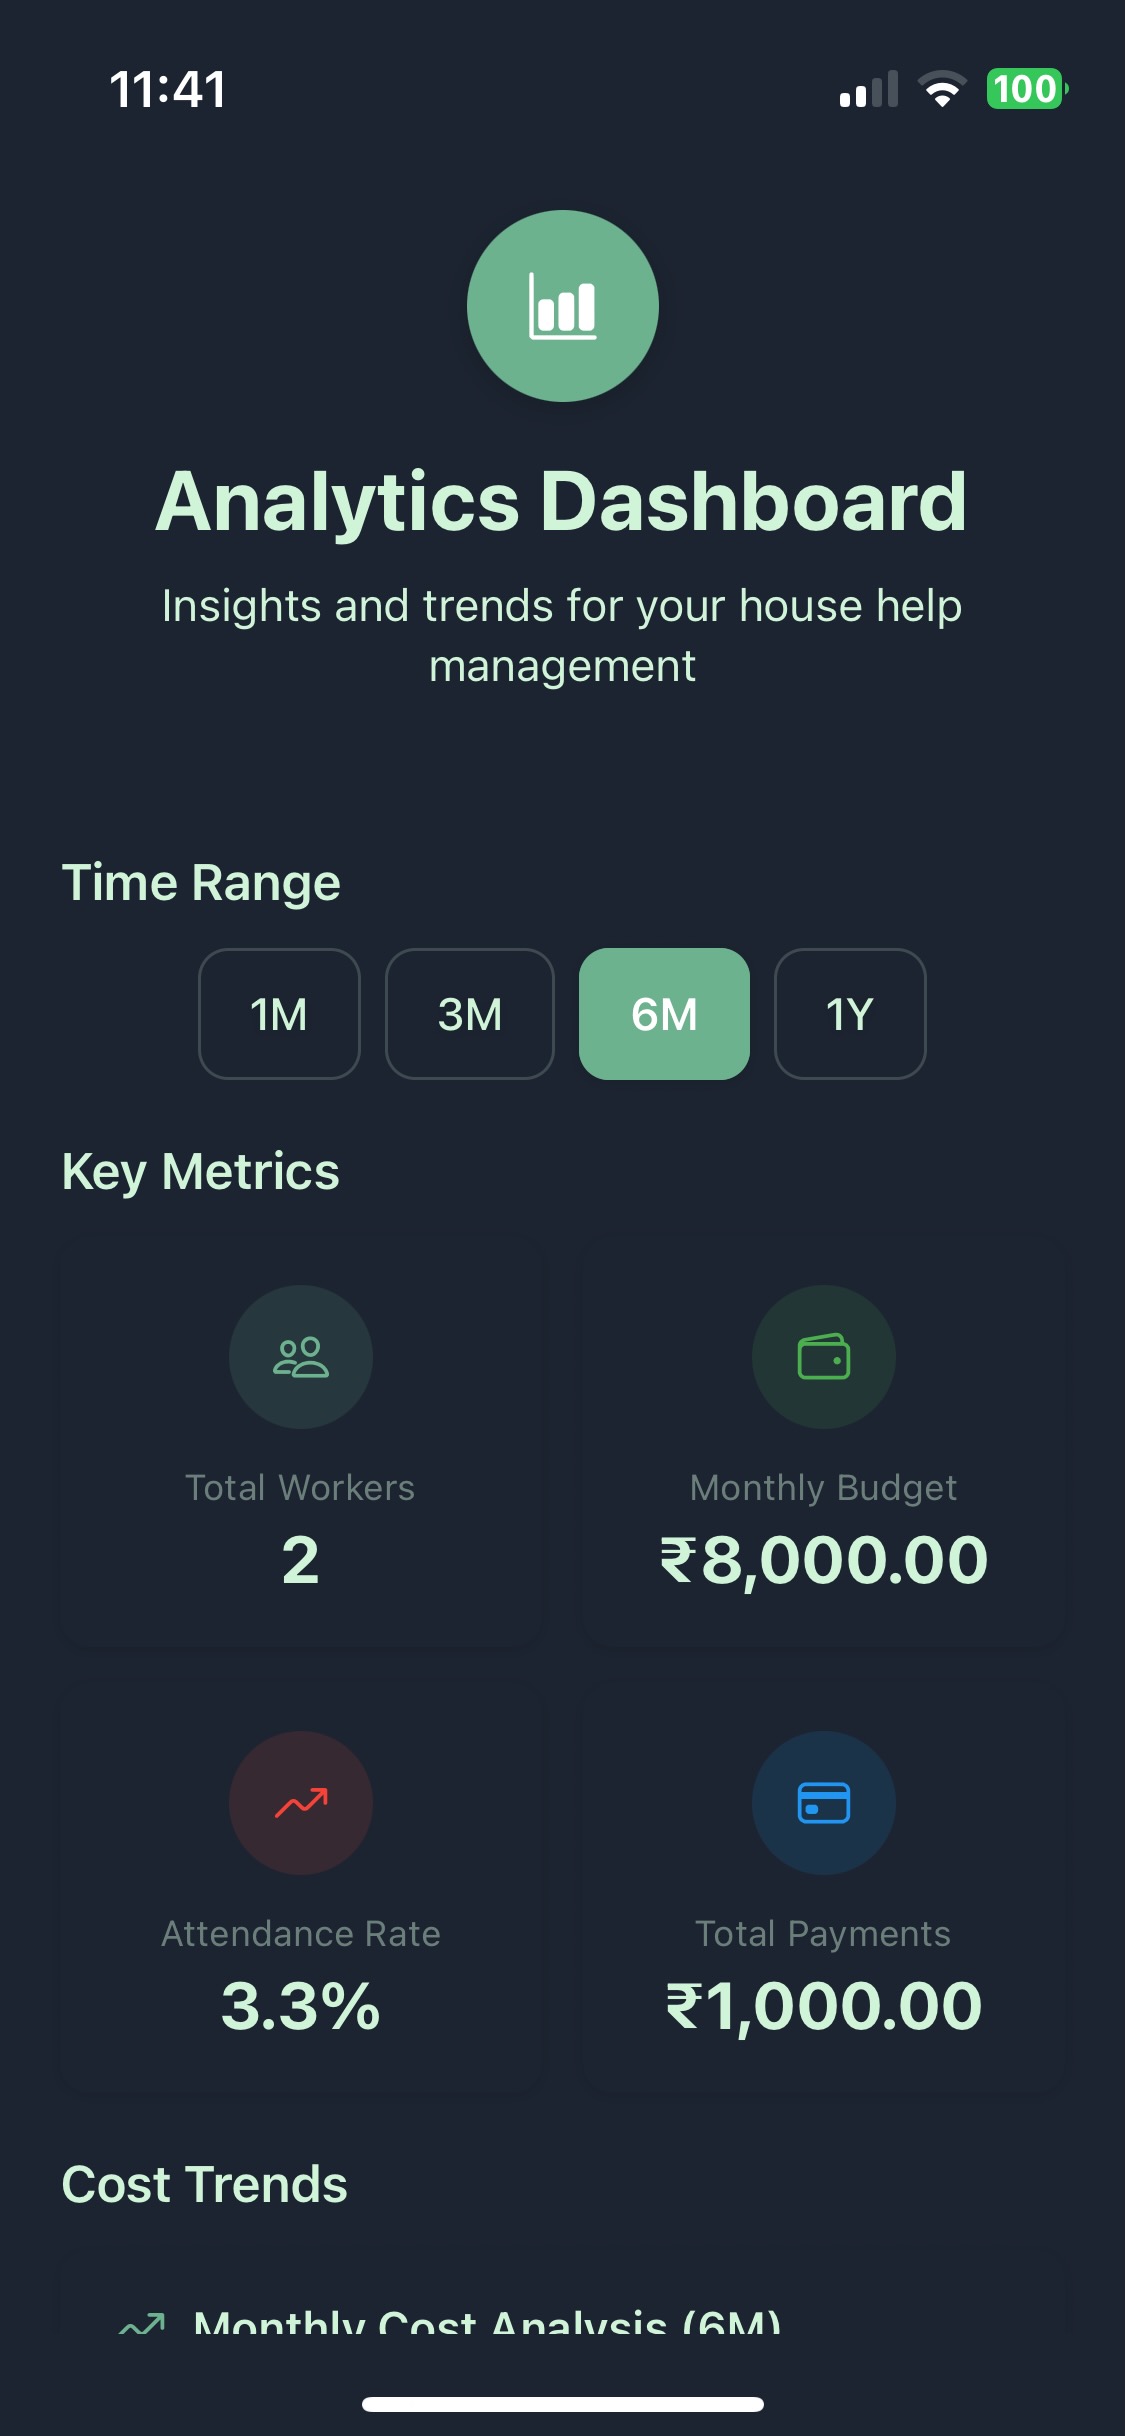 11:41
100
Analytics Dashboard
Insights and trends for your house help
management
Time Range
1M 3M 6M 1Y
Key Metrics
Total Workers
2
Monthly Budget
₹8,000.00
Attendance Rate
3.3%
Total Payments
₹1,000.00
Cost Trends
Monthly Cost Analysis (6M)